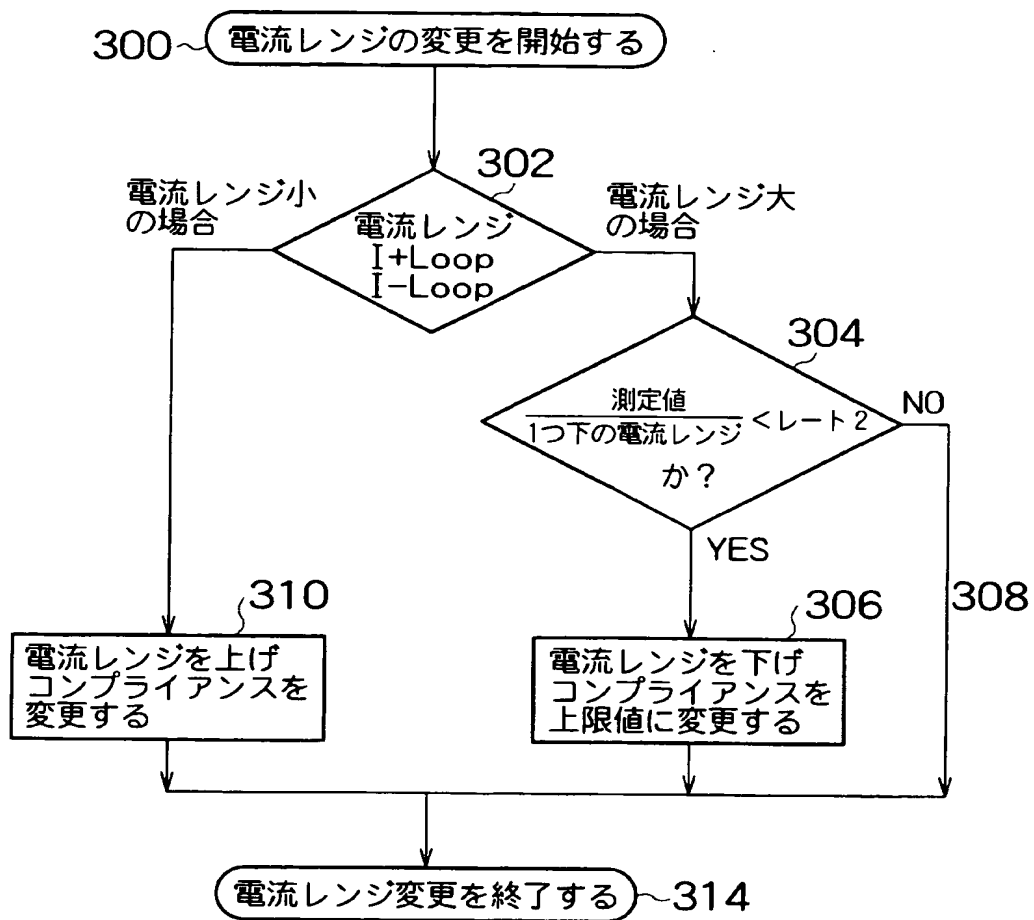 300
電流レンジの変更を開始する
302
電流レンジ小
の場合
電流レンジ大
の場合
電流レンジ
I+Loop
I-Loop
304
測定値
1つ下の電流レンジ
<レート2
か?
NO
YES
308
310
電流レンジを上げ
コンプライアンスを
変更する
306
電流レンジを下げ
コンプライアンスを
上限値に変更する
電流レンジ変更を終了する
314